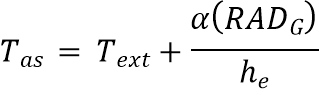 T_as = T_ext + α(RAD_G) / h_e